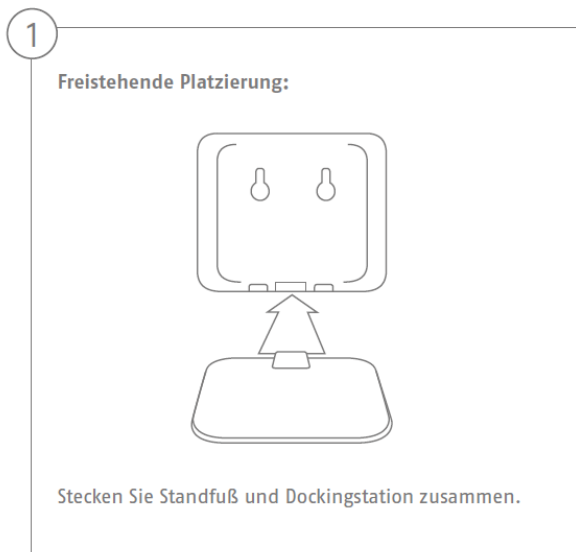 1
Freistehende Platzierung:
Stecken Sie Standfuß und Dockingstation zusammen.